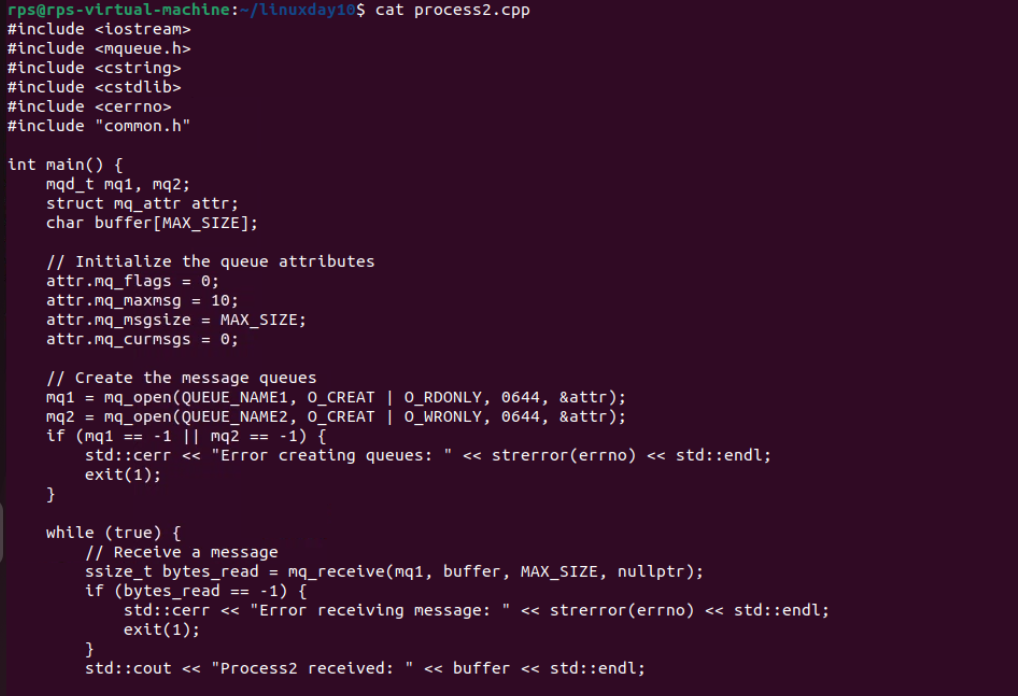 rps@rps-virtual-machine:~/linuxday10$ cat process2.cpp
#include <iostream>
#include <mqueue.h>
#include <cstring>
#include <cstdlib>
#include <cerrno>
#include "common.h"

int main() {
    mqd_t mq1, mq2;
    struct mq_attr attr;
    char buffer[MAX_SIZE];

    // Initialize the queue attributes
    attr.mq_flags = 0;
    attr.mq_maxmsg = 10;
    attr.mq_msgsize = MAX_SIZE;
    attr.mq_curmsgs = 0;

    // Create the message queues
    mq1 = mq_open(QUEUE_NAME1, O_CREAT | O_RDONLY, 0644, &attr);
    mq2 = mq_open(QUEUE_NAME2, O_CREAT | O_WRONLY, 0644, &attr);
    if (mq1 == -1 || mq2 == -1) {
        std::cerr << "Error creating queues: " << strerror(errno) << std::endl;
        exit(1);
    }

    while (true) {
        // Receive a message
        ssize_t bytes_read = mq_receive(mq1, buffer, MAX_SIZE, nullptr);
        if (bytes_read == -1) {
            std::cerr << "Error receiving message: " << strerror(errno) << std::endl;
            exit(1);
        }
        std::cout << "Process2 received: " << buffer << std::endl;